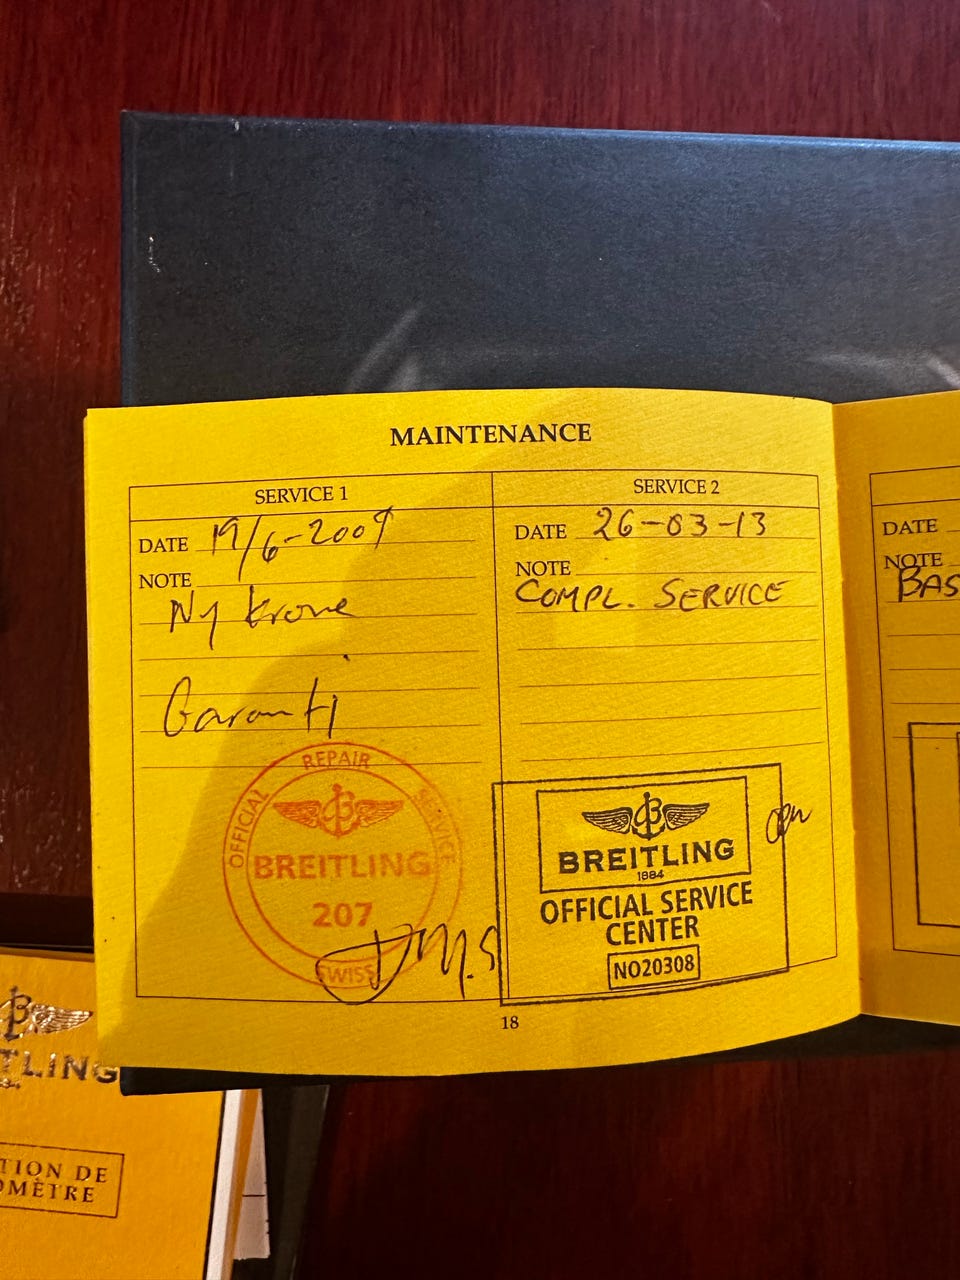 MAINTENANCE
SERVICE 1
DATE 19/6-2009
NOTE
Ny krone
Garanti
OFFICIAL REPAIR SERVICE
BREITLING
207
SWISS
SERVICE 2
DATE 26-03-13
NOTE
COMPL. SERVICE
BREITLING
1884
OFFICIAL SERVICE
CENTER
NO20308
18
DATE
NOTE
BAS
TLING
TION DE
OMÈTRE